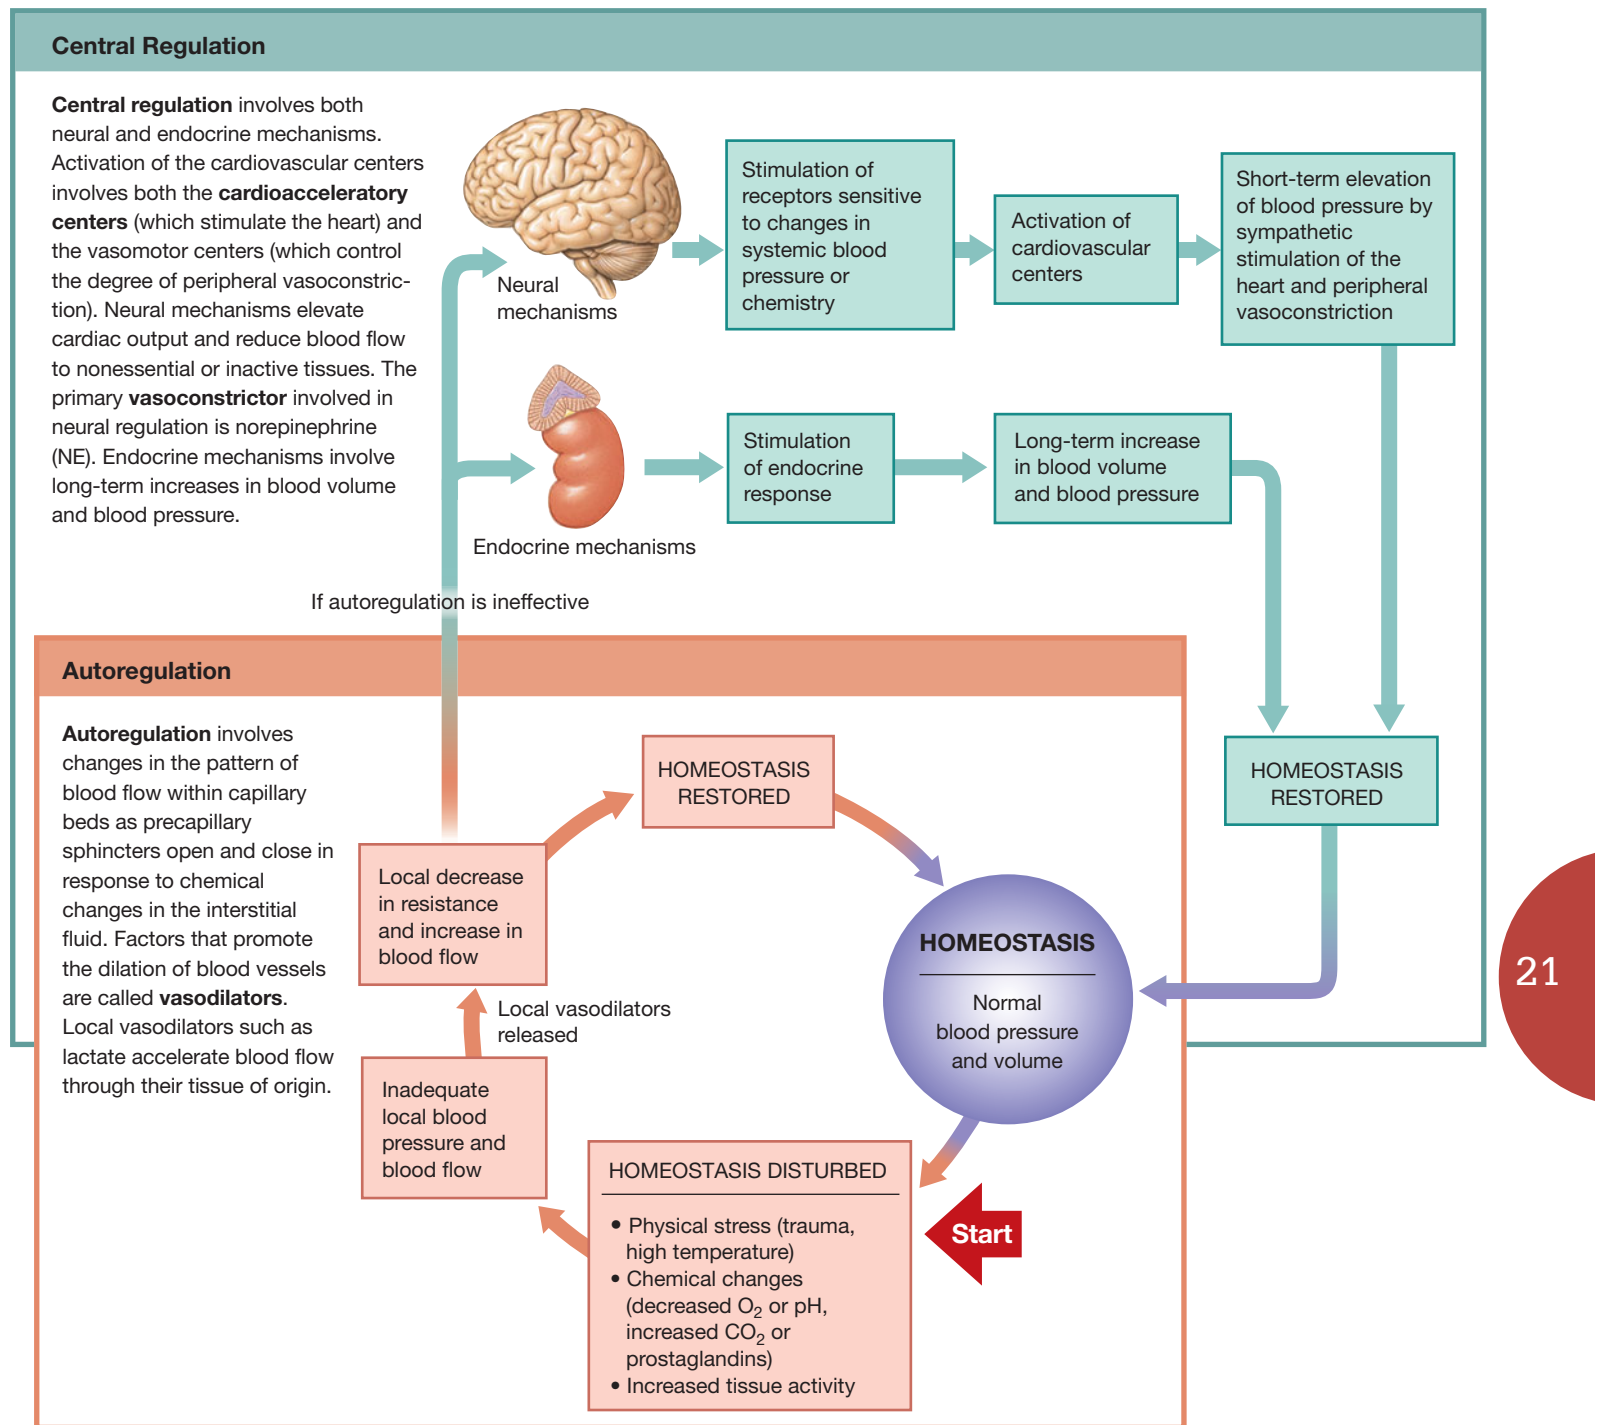 Central Regulation
Central regulation involves both
neural and endocrine mechanisms.
Activation of the cardiovascular centers
involves both the cardioacceleratory
centers (which stimulate the heart) and
the vasomotor centers (which control
the degree of peripheral vasoconstric-
tion). Neural mechanisms elevate
cardiac output and reduce blood flow
to nonessential or inactive tissues. The
primary vasoconstrictor involved in
neural regulation is norepinephrine
(NE). Endocrine mechanisms involve
long-term increases in blood volume
and blood pressure.
Neural
mechanisms
Stimulation of
receptors sensitive
to changes in
systemic blood
pressure or
chemistry
Activation of
cardiovascular
centers
Short-term elevation
of blood pressure by
sympathetic
stimulation of the
heart and peripheral
vasoconstriction
Endocrine mechanisms
Stimulation
of endocrine
response
Long-term increase
in blood volume
and blood pressure
If autoregulation is ineffective
HOMEOSTASIS
RESTORED
Autoregulation
Autoregulation involves
changes in the pattern of
blood flow within capillary
beds as precapillary
sphincters open and close in
response to chemical
changes in the interstitial
fluid. Factors that promote
the dilation of blood vessels
are called vasodilators.
Local vasodilators such as
lactate accelerate blood flow
through their tissue of origin.
HOMEOSTASIS
RESTORED
Local decrease
in resistance
and increase in
blood flow
Local vasodilators
released
Inadequate
local blood
pressure and
blood flow
HOMEOSTASIS
Normal
blood pressure
and volume
HOMEOSTASIS DISTURBED
• Physical stress (trauma,
high temperature)
• Chemical changes
(decreased O₂ or pH,
increased CO₂ or
prostaglandins)
• Increased tissue activity
Start
21